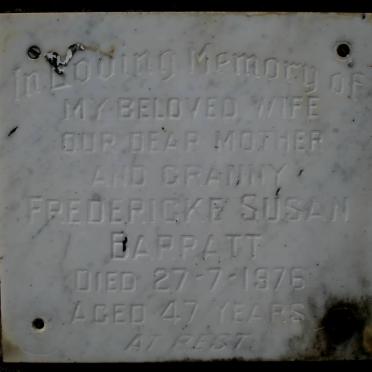 In Loving Memory of
MY BELOVED WIFE
OUR DEAR MOTHER
AND GRANNY
FREDERICKE SUSAN
BARRATT
DIED 27-7-1976
AGED 47 YEARS
AT REST